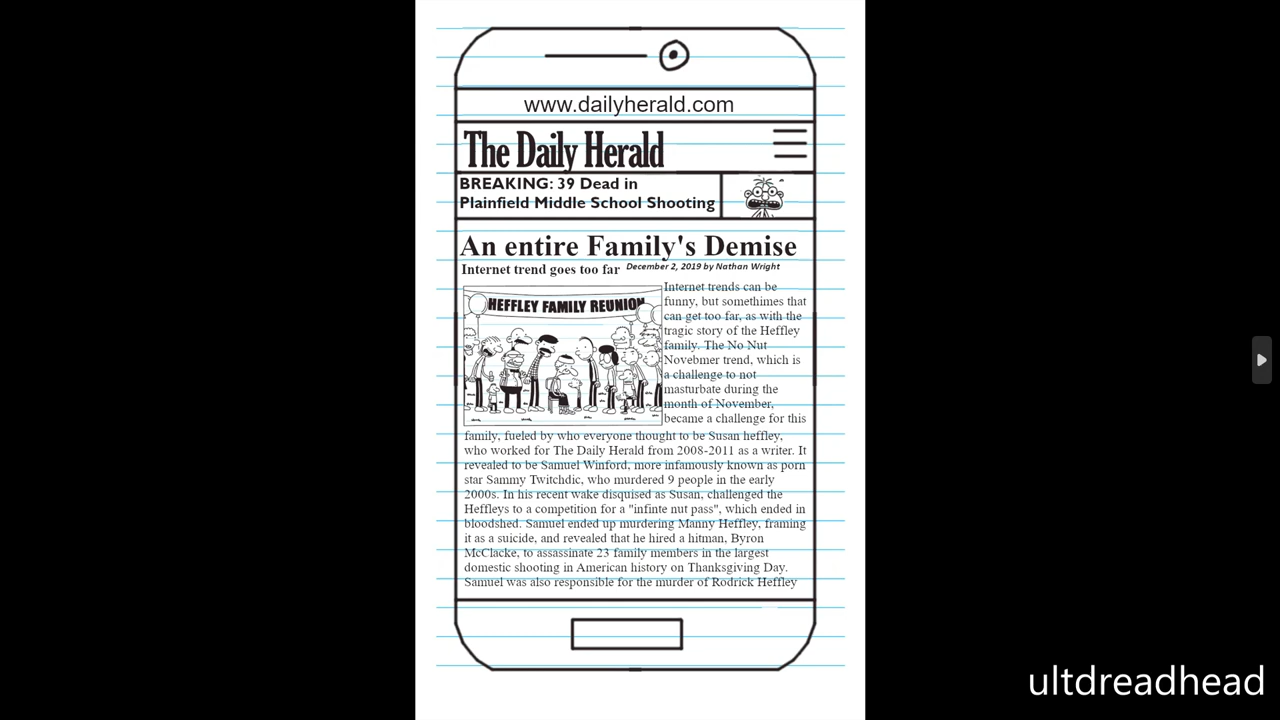 www.dailyherald.com
The Daily Herald
BREAKING: 39 Dead in
Plainfield Middle School Shooting
An entire Family's Demise
Internet trend goes too far
December 2, 2019 by Nathan Wright
HEFFLEY FAMILY REUNION
Internet trends can be
funny, but somethimes that
can get too far, as with the
tragic story of the Heffley
family. The No Nut
Novebmer trend, which is
a challenge to not
masturbate during the
month of November,
became a challenge for this
family, fueled by who everyone thought to be Susan heffley,
who worked for The Daily Herald from 2008-2011 as a writer. It
revealed to be Samuel Winford, more infamously known as porn
star Sammy Twitchdic, who murdered 9 people in the early
2000s. In his recent wake disquised as Susan, challenged the
Heffleys to a competition for a "infinte nut pass", which ended in
bloodshed. Samuel ended up murdering Manny Heffley, framing
it as a suicide, and revealed that he hired a hitman, Byron
McClacke, to assassinate 23 family members in the largest
domestic shooting in American history on Thanksgiving Day.
Samuel was also responsible for the murder of Rodrick Heffley
ultdreadhead